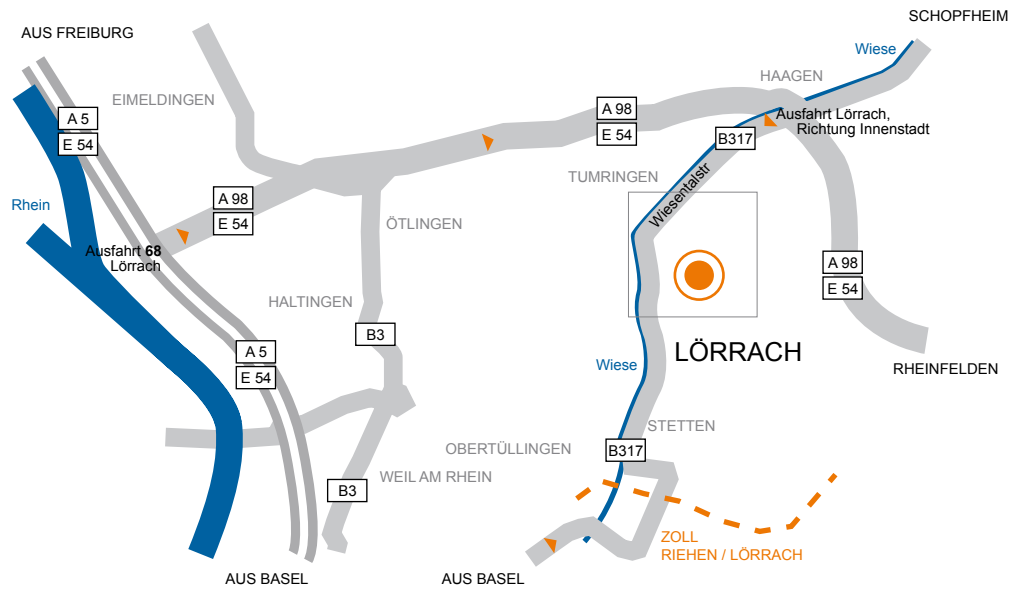 SCHOPFHEIM
AUS FREIBURG
Wiese
HAAGEN
EIMELDINGEN
A 5
E 54
A 98
E 54
Ausfahrt Lörrach,
Richtung Innenstadt
B317
TUMRINGEN
Wiesentalstr
Rhein
A 98
E 54
ÖTLINGEN
Ausfahrt 68
Lörrach
A 98
E 54
HALTINGEN
B3
A 5
E 54
LÖRRACH
Wiese
RHEINFELDEN
STETTEN
OBERTÜLLINGEN
B317
WEIL AM RHEIN
B3
ZOLL
RIEHEN / LÖRRACH
AUS BASEL
AUS BASEL